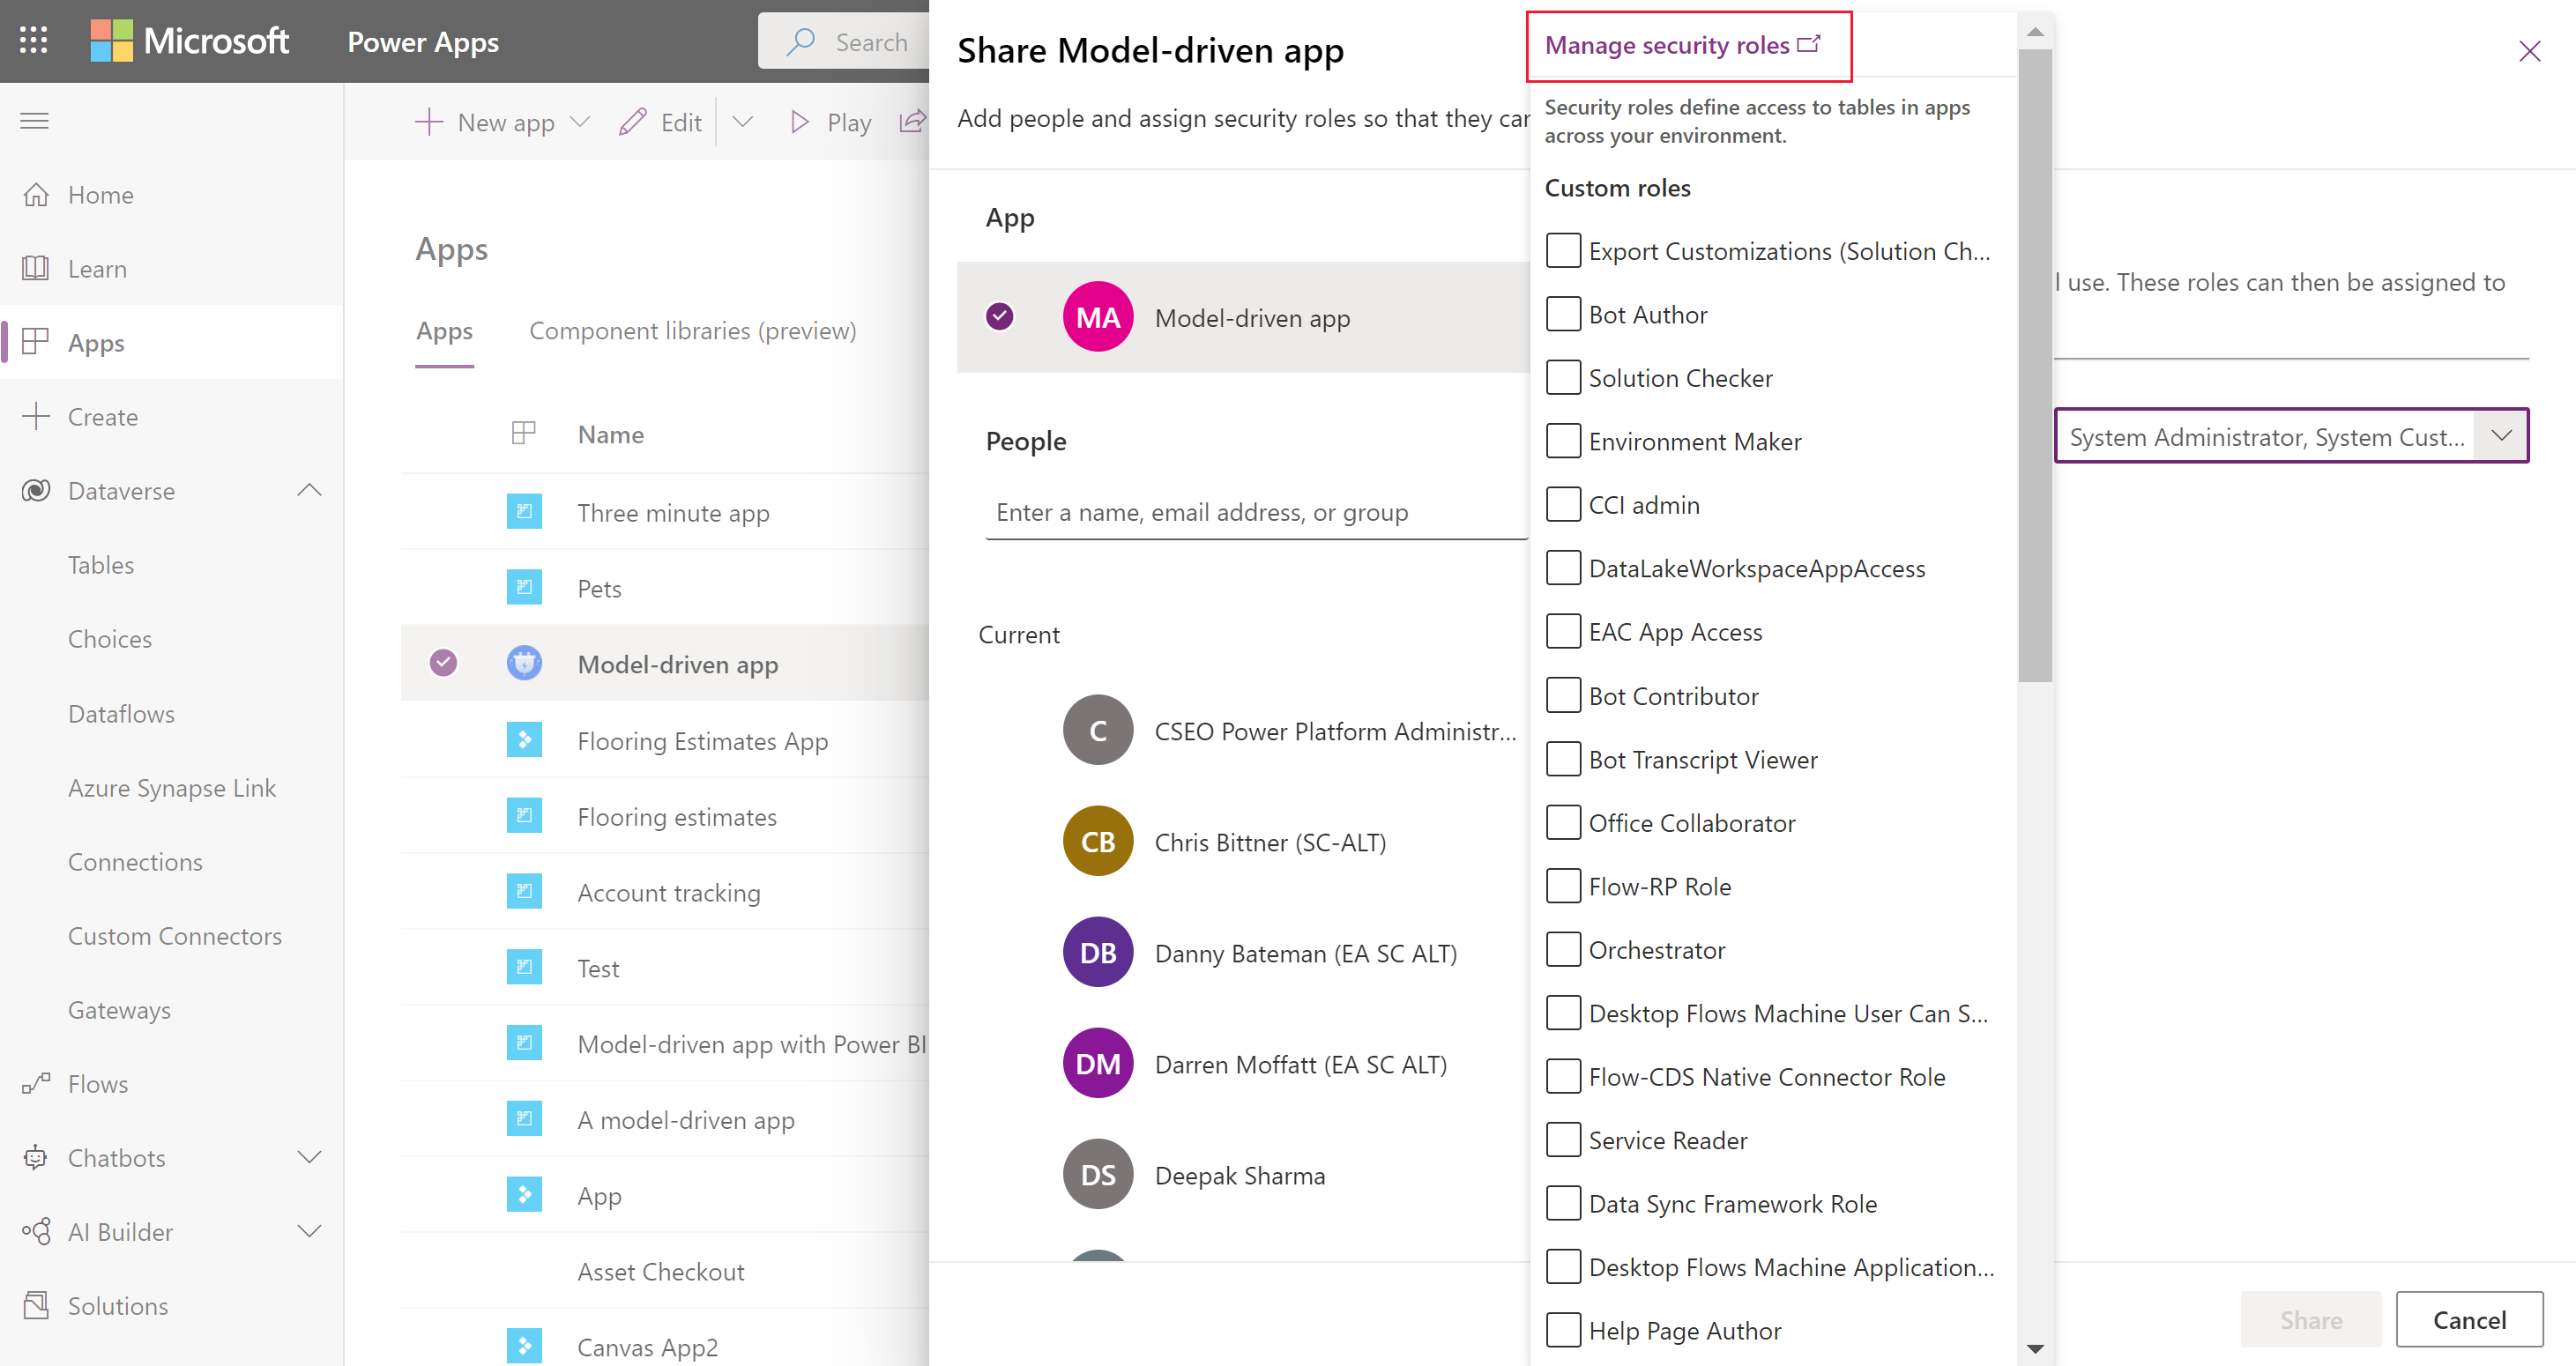 Microsoft
Power Apps
Search
Home
Learn
Apps
Create
Dataverse
Tables
Choices
Dataflows
Azure Synapse Link
Connections
Custom Connectors
Gateways
Flows
Chatbots
AI Builder
Solutions
New app
Edit
Play
Apps
Apps Component libraries (preview)
Name
Three minute app
Pets
Model-driven app
Flooring Estimates App
Flooring estimates
Account tracking
Test
Model-driven app with Power BI
A model-driven app
App
Asset Checkout
Canvas App2
Share Model-driven app
Add people and assign security roles so that they can
App
MA Model-driven app
People
Enter a name, email address, or group
Current
C CSEO Power Platform Administr...
CB Chris Bittner (SC-ALT)
DB Danny Bateman (EA SC ALT)
DM Darren Moffatt (EA SC ALT)
DS Deepak Sharma
Manage security roles
Security roles define access to tables in apps
across your environment.
Custom roles
Export Customizations (Solution Ch...
Bot Author
Solution Checker
Environment Maker
CCI admin
DataLakeWorkspaceAppAccess
EAC App Access
Bot Contributor
Bot Transcript Viewer
Office Collaborator
Flow-RP Role
Orchestrator
Desktop Flows Machine User Can S...
Flow-CDS Native Connector Role
Service Reader
Data Sync Framework Role
Desktop Flows Machine Application...
Help Page Author
use. These roles can then be assigned to
System Administrator, System Cust...
Share
Cancel